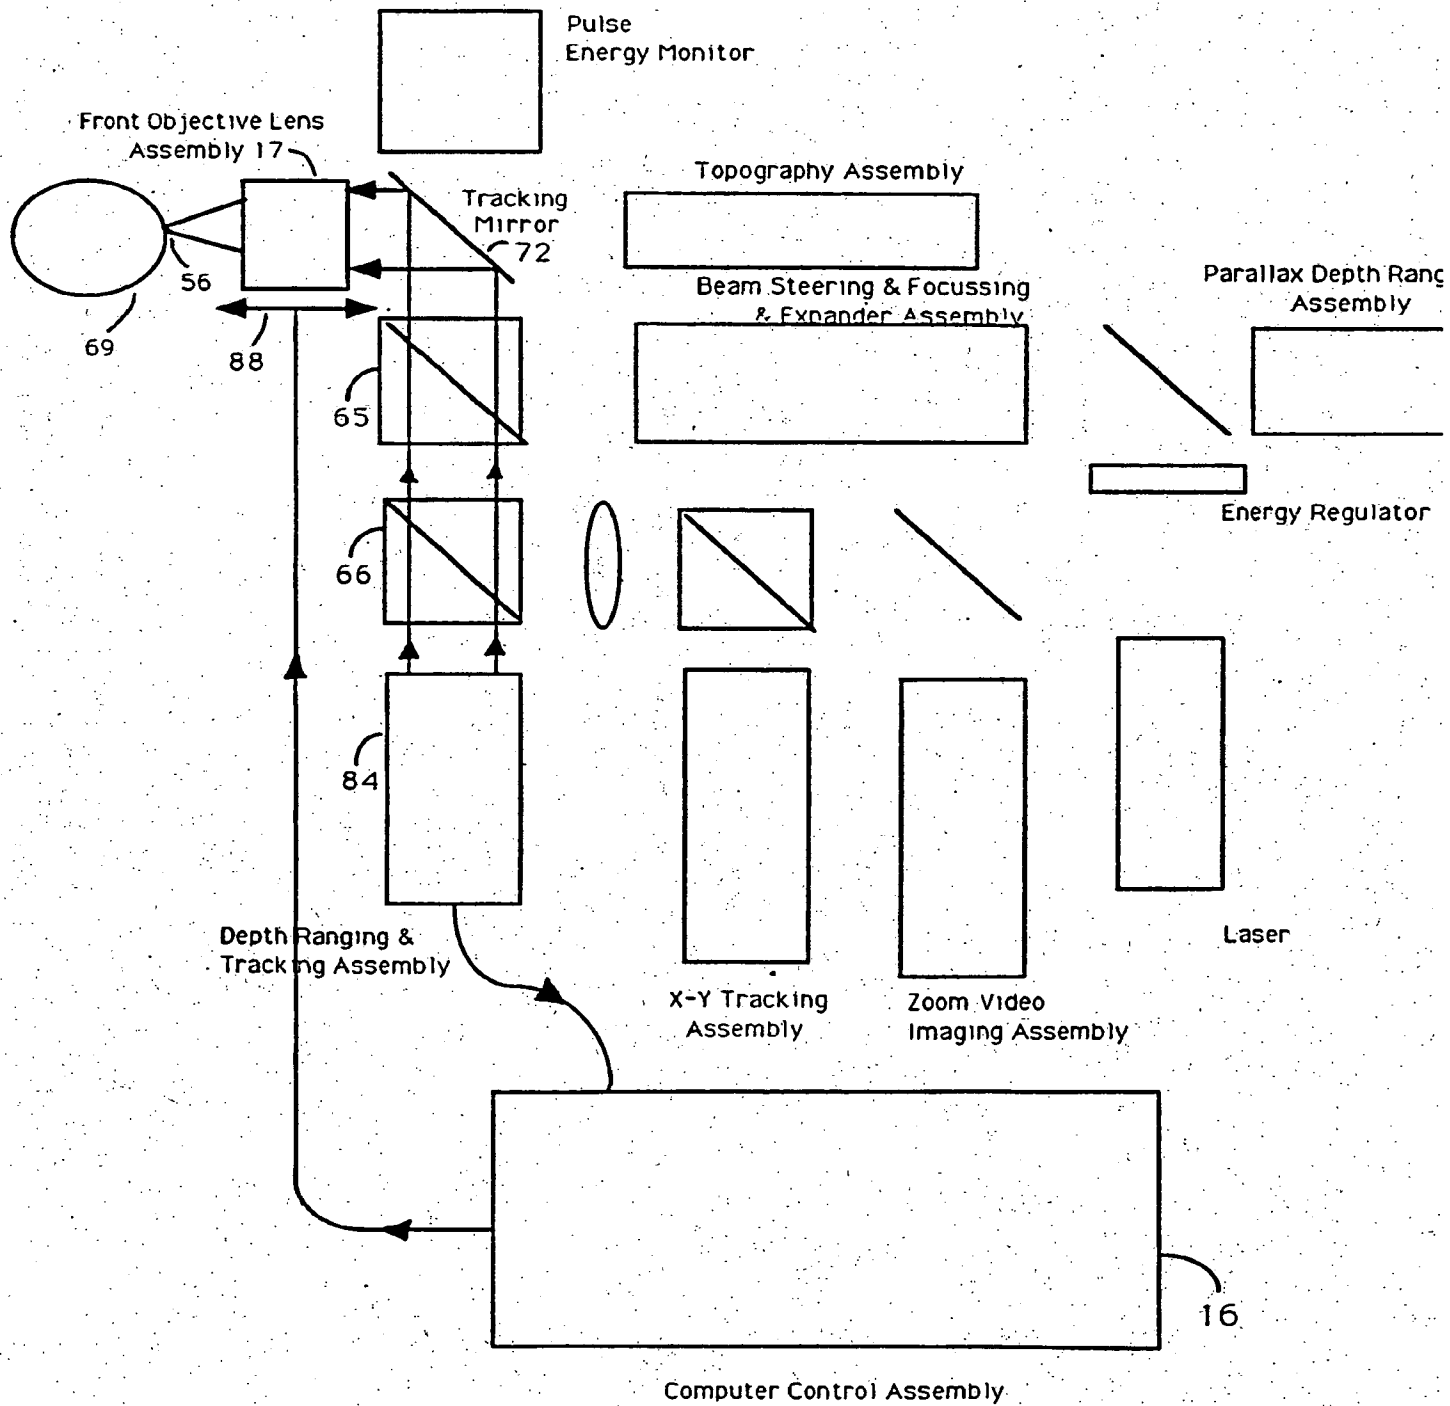 Pulse
Energy Monitor
Front Objective Lens
Assembly 17
Topography Assembly
Tracking
Mirror
72
56
Beam Steering & Focussing
& Expander Assembly
Parallax Depth Rang
Assembly
69
88
65
Energy Regulator
66
84
Depth Ranging &
Tracking Assembly
Laser
X-Y Tracking
Assembly
Zoom Video
Imaging Assembly
16
Computer Control Assembly